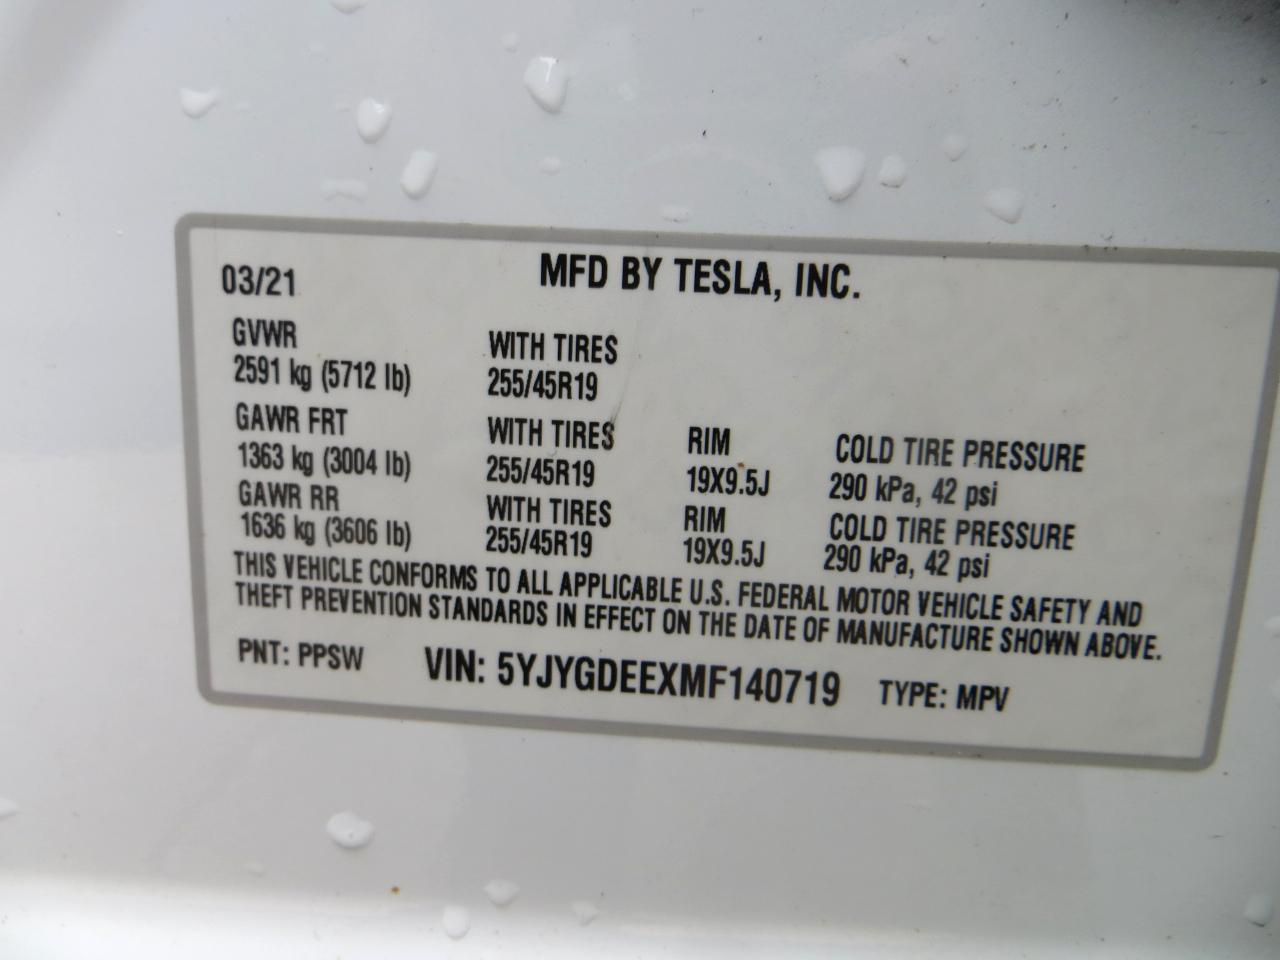 03/21 MFD BY TESLA, INC.
GVWR WITH TIRES
2591 kg (5712 lb) 255/45R19
GAWR FRT WITH TIRES RIM COLD TIRE PRESSURE
1363 kg (3004 lb) 255/45R19 19X9.5J 290 kPa, 42 psi
GAWR RR WITH TIRES RIM COLD TIRE PRESSURE
1636 kg (3606 lb) 255/45R19 19X9.5J 290 kPa, 42 psi
THIS VEHICLE CONFORMS TO ALL APPLICABLE U.S. FEDERAL MOTOR VEHICLE SAFETY AND
THEFT PREVENTION STANDARDS IN EFFECT ON THE DATE OF MANUFACTURE SHOWN ABOVE.
PNT: PPSW VIN: 5YJYGDEEXMF140719 TYPE: MPV